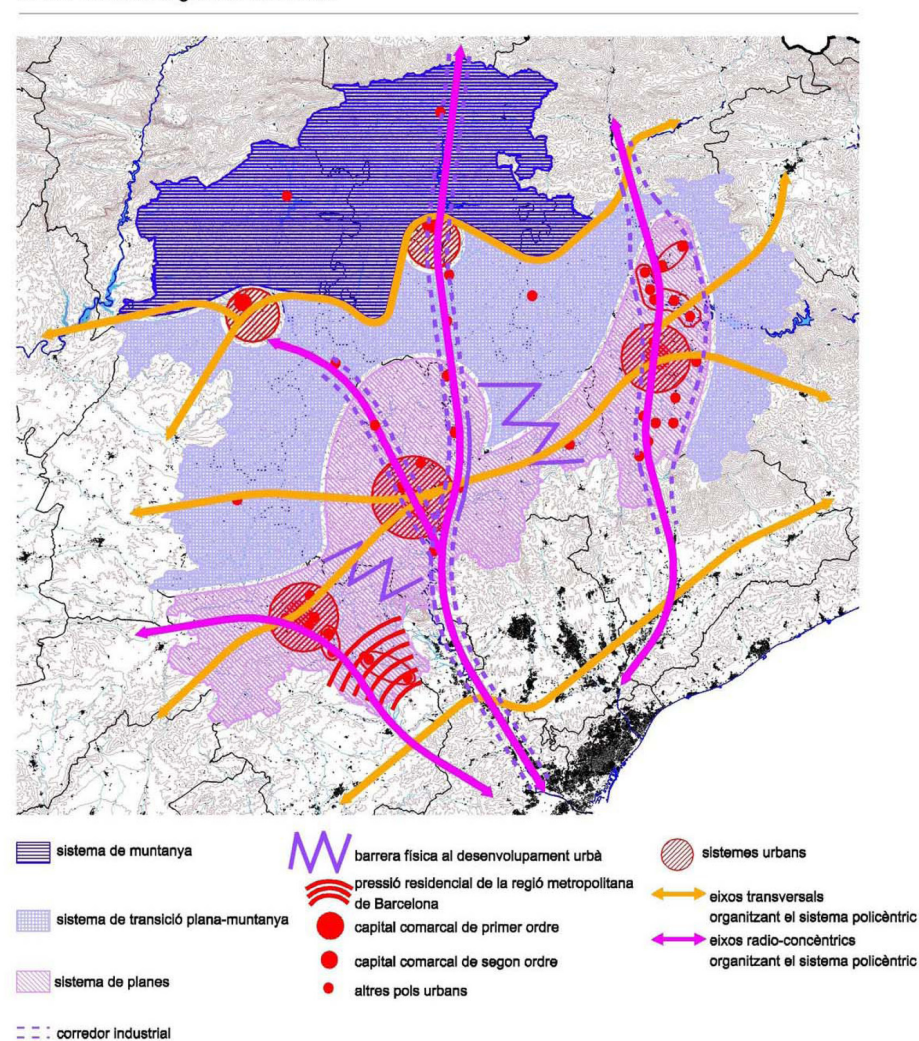 sistema de muntanya
sistema de transició plana-muntanya
sistema de planes
corredor industrial
barrera física al desenvolupament urbà
pressió residencial de la regió metropolitana
de Barcelona
capital comarcal de primer ordre
capital comarcal de segon ordre
altres pols urbans
sistemes urbans
eixos transversals
organitzant el sistema policèntric
eixos radio-concèntrics
organitzant el sistema policèntric